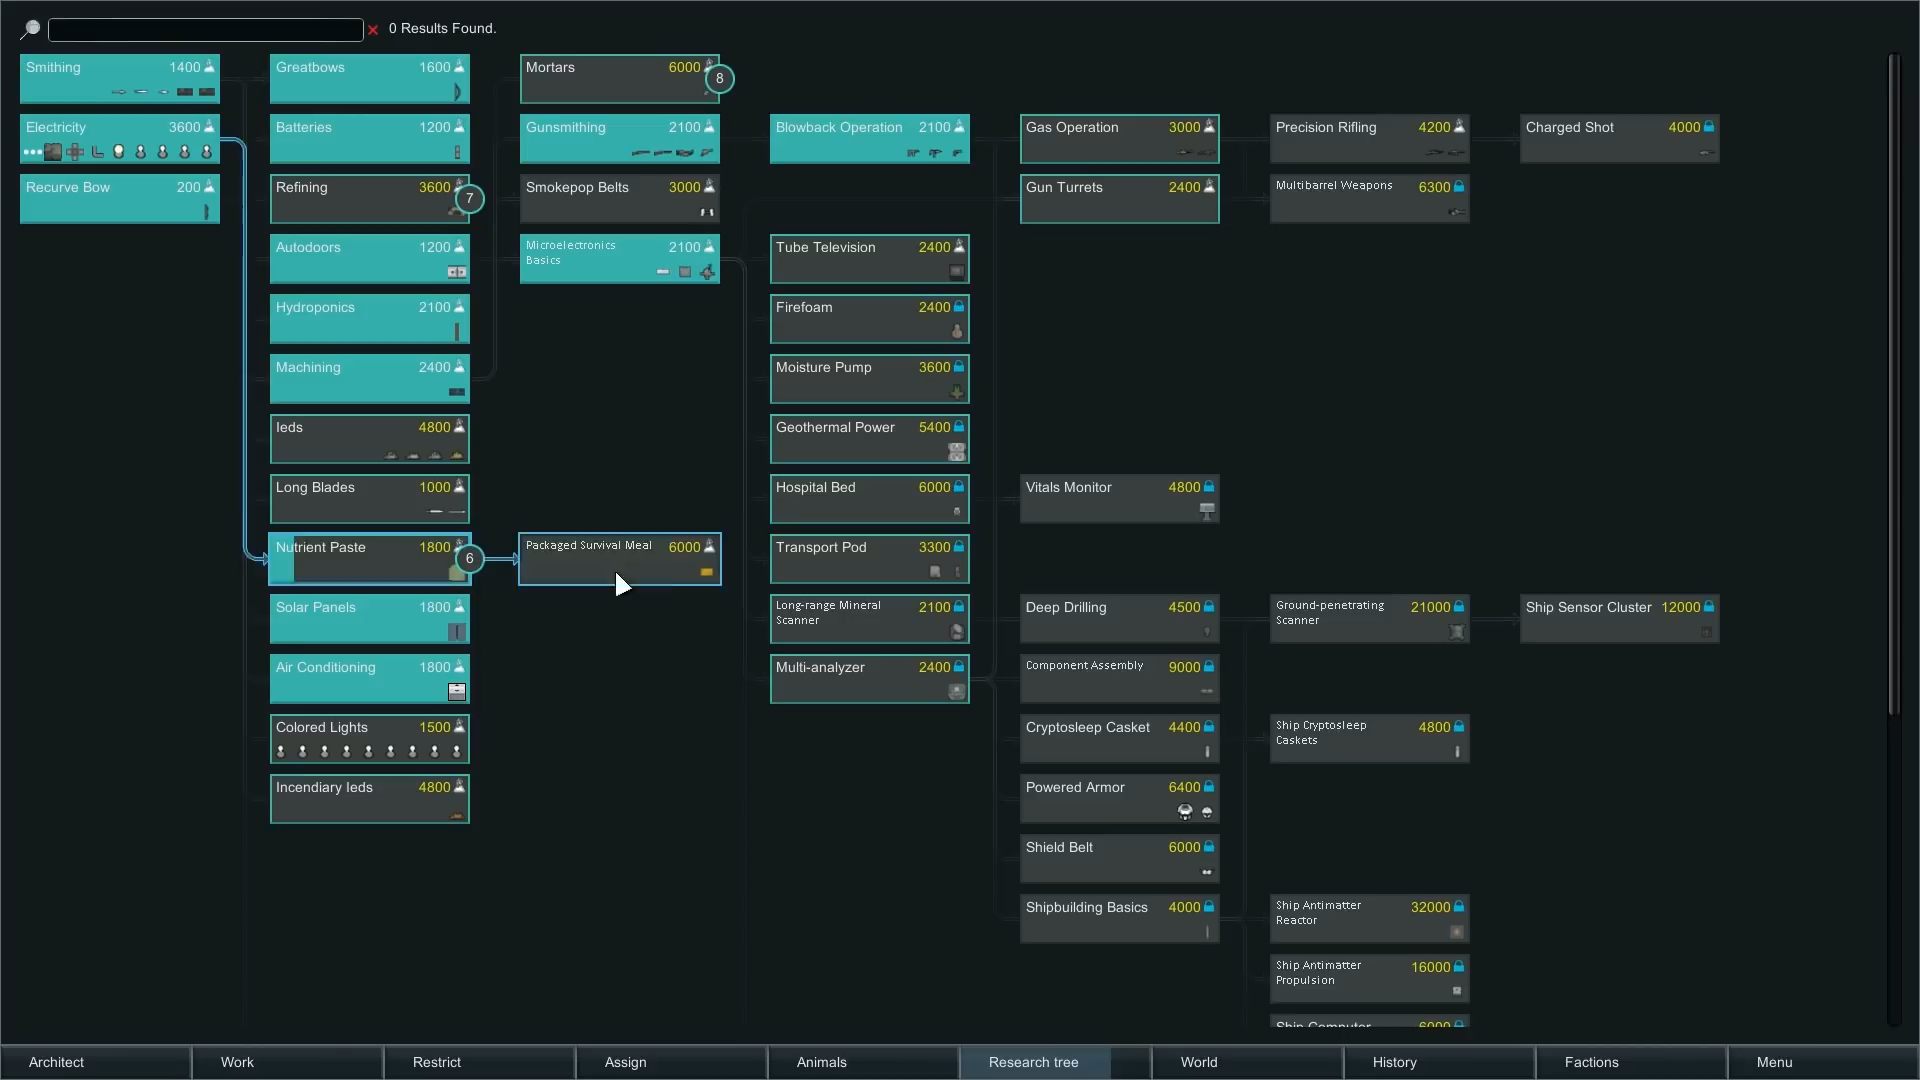 0 Results Found.
Smithing 1400
Greatbows 1600
Mortars 6000
8
Electricity 3600
Batteries 1200
Gunsmithing 2100
Blowback Operation 2100
Gas Operation 3000
Precision Rifling 4200
Charged Shot 4000
Recurve Bow 200
Refining 3600
7
Smokepop Belts 3000
Gun Turrets 2400
Multibarrel Weapons 6300
Autodoors 1200
Microelectronics 2100
Basics
Tube Television 2400
Hydroponics 2100
Firefoam 2400
Machining 2400
Moisture Pump 3600
Ieds 4800
Geothermal Power 5400
Long Blades 1000
Hospital Bed 6000
Vitals Monitor 4800
Nutrient Paste 1800
6
Packaged Survival Meal 6000
Transport Pod 3300
Solar Panels 1800
Long-range Mineral 2100
Scanner
Deep Drilling 4500
Ground-penetrating 21000
Scanner
Ship Sensor Cluster 12000
Air Conditioning 1800
Multi-analyzer 2400
Component Assembly 9000
Colored Lights 1500
Cryptosleep Casket 4400
Ship Cryptosleep 4800
Caskets
Incendiary Ieds 4800
Powered Armor 6400
Shield Belt 6000
Shipbuilding Basics 4000
Ship Antimatter 32000
Reactor
Ship Antimatter 16000
Propulsion
Ship Computer 6000
Architect
Work
Restrict
Assign
Animals
Research tree
World
History
Factions
Menu